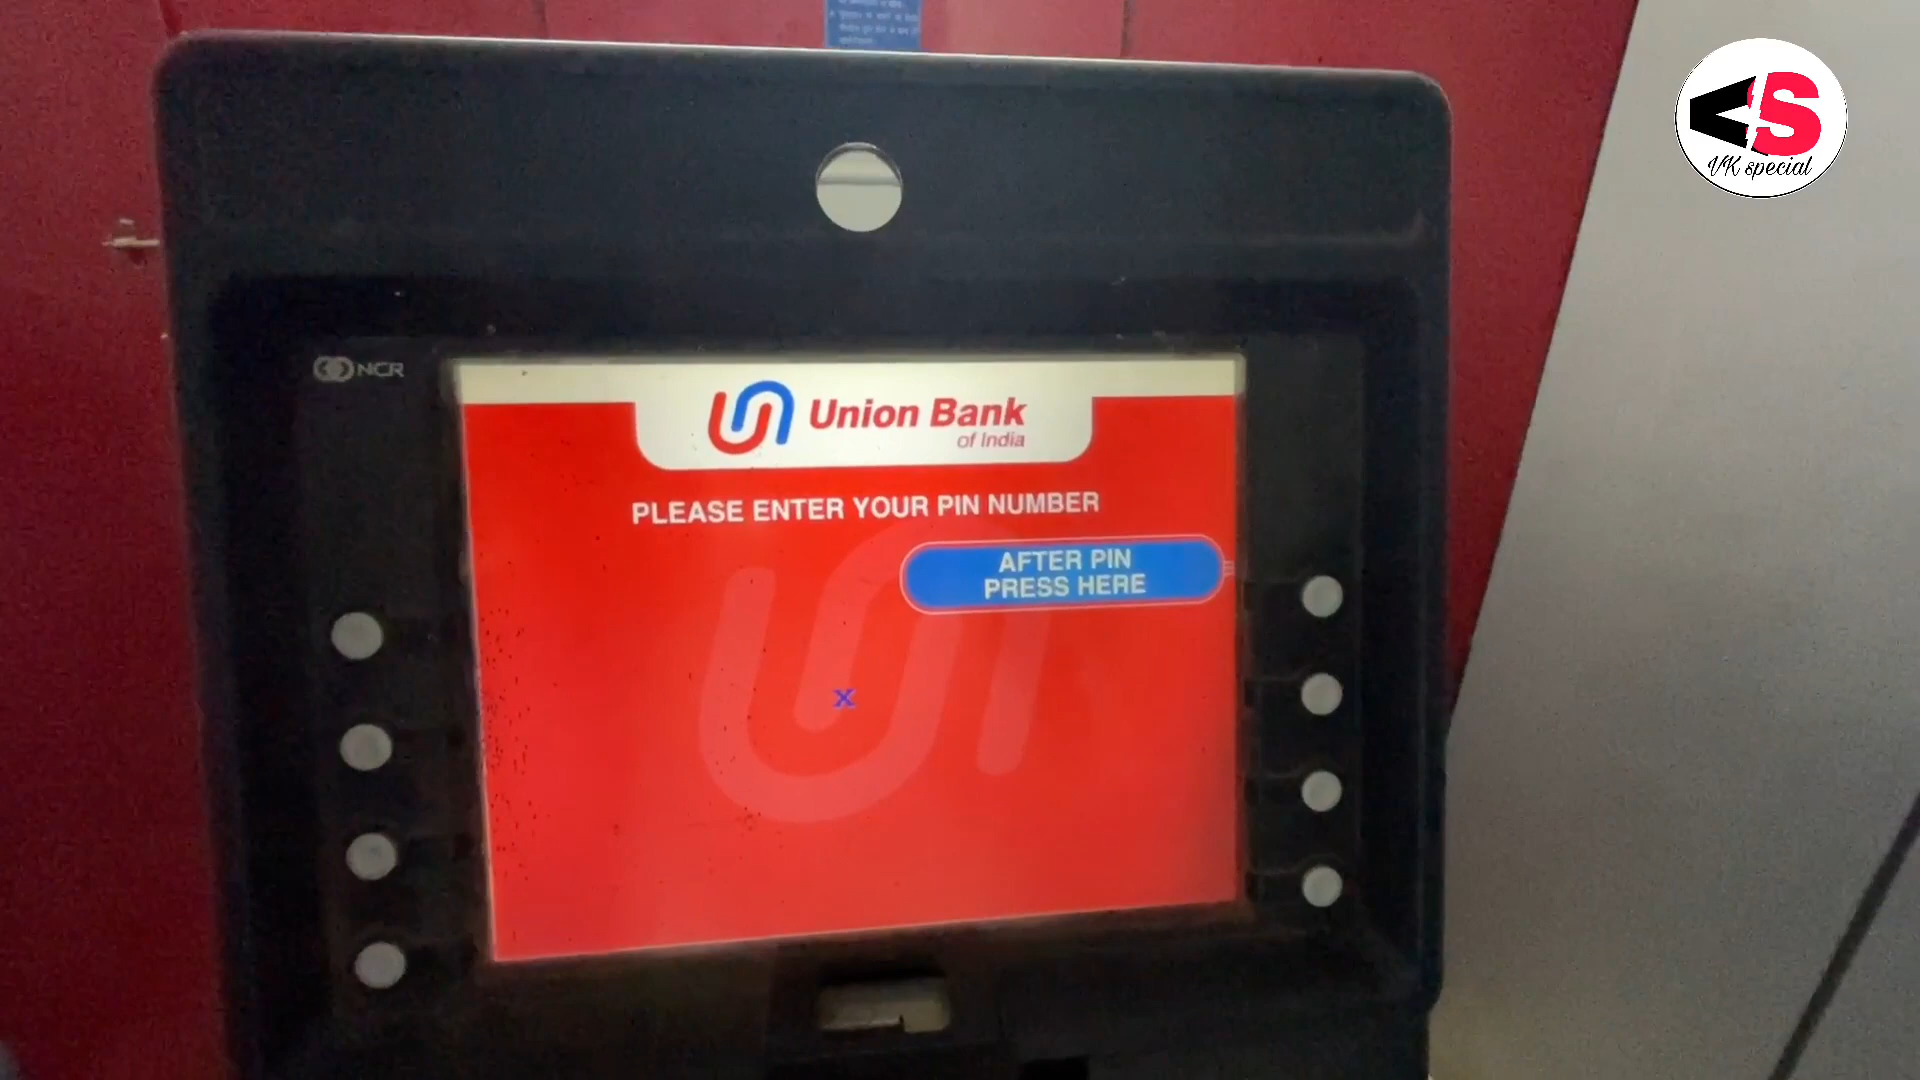 VK special
NCR
Union Bank
of India
PLEASE ENTER YOUR PIN NUMBER
AFTER PIN
PRESS HERE
X